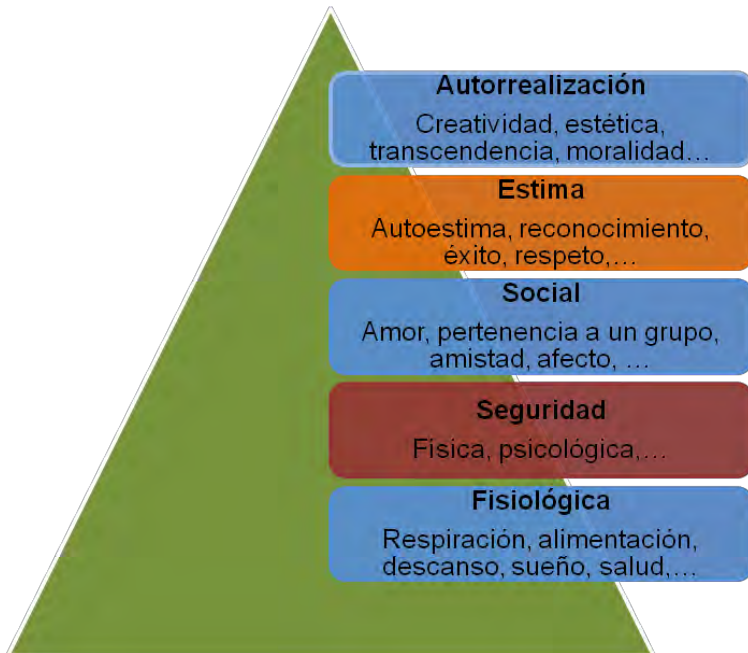 Autorrealización
Creatividad, estética,
transcendencia, moralidad…
Estima
Autoestima, reconocimiento,
éxito, respeto,…
Social
Amor, pertenencia a un grupo,
amistad, afecto, …
Seguridad
Física, psicológica,…
Fisiológica
Respiración, alimentación,
descanso, sueño, salud,…